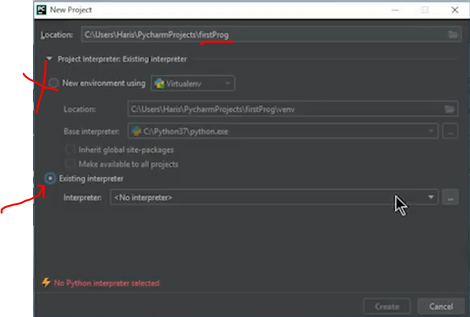 New Project
Location: C:\Users\Haris\PycharmProjects\firstProg
Project Interpreter: Existing interpreter
New environment using Virtualenv
Location: C:\Users\Haris\PycharmProjects\firstProg\venv
Base interpreter: C:\Python37\python.exe ...
Inherit global site-packages
Make available to all projects
Existing interpreter
Interpreter: <No interpreter> ...
No Python interpreter selected
Create Cancel